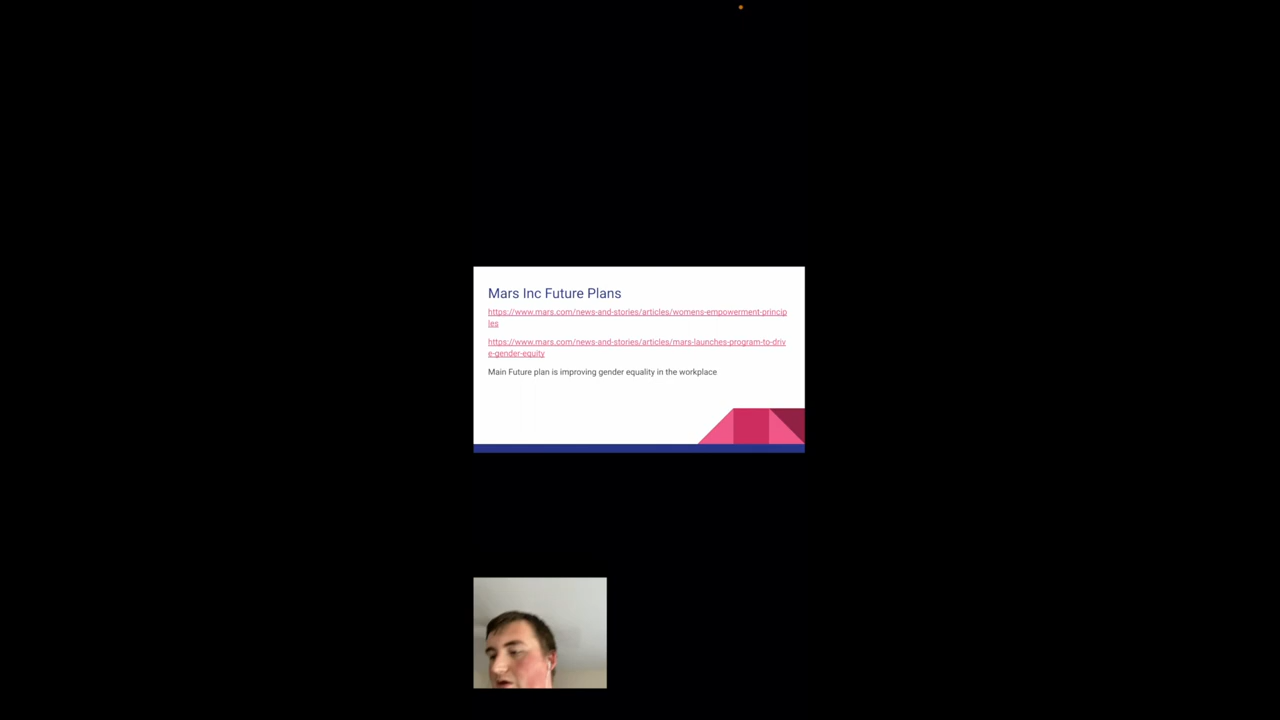 Mars Inc Future Plans
https://www.mars.com/news-and-stories/articles/womens-empowerment-princip
les
https://www.mars.com/news-and-stories/articles/mars-launches-program-to-driv
e-gender-equity
Main Future plan is improving gender equality in the workplace